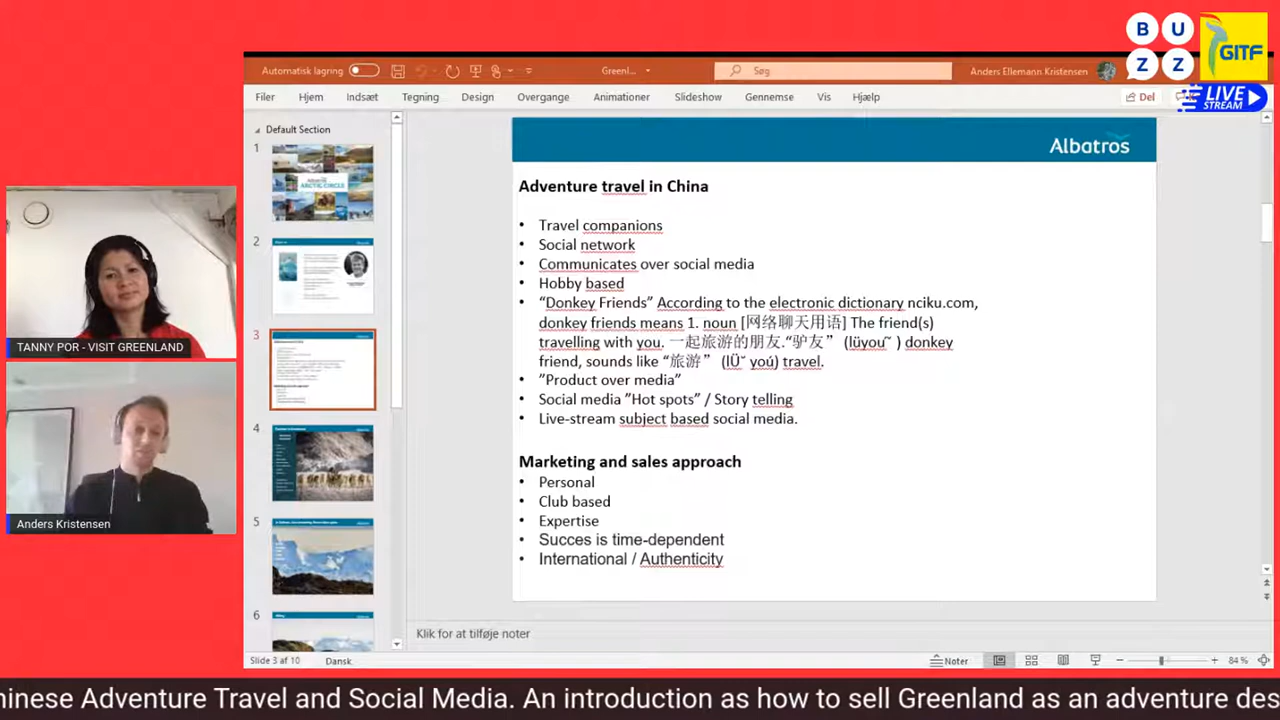 B U
Z Z
GITF
LIVE
STREAM
Automatisk lagring
Greenl...
Søg
Anders Ellemann Kristensen
Filer Hjem Indsæt Tegning Design Overgange Animationer Slideshow Gennemse Vis Hjælp
Del
Default Section
1
2
3
4
5
6
Albatros
Adventure travel in China
• Travel companions
• Social network
• Communicates over social media
• Hobby based
• “Donkey Friends” According to the electronic dictionary nciku.com,
donkey friends means 1. noun [网络聊天用语] The friend(s)
travelling with you. 一起旅游的朋友.“驴友” (lüyou˜ ) donkey
friend, sounds like “旅游” (lÜ˜ yoú) travel.
• ”Product over media”
• Social media ”Hot spots” / Story telling
• Live-stream subject based social media.
Marketing and sales approach
• Personal
• Club based
• Expertise
• Succes is time-dependent
• International / Authenticity
TANNY POR - VISIT GREENLAND
Anders Kristensen
Klik for at tilføje noter
Slide 3 af 10 Dansk
Noter
84 %
hinese Adventure Travel and Social Media. An introduction as how to sell Greenland as an adventure des